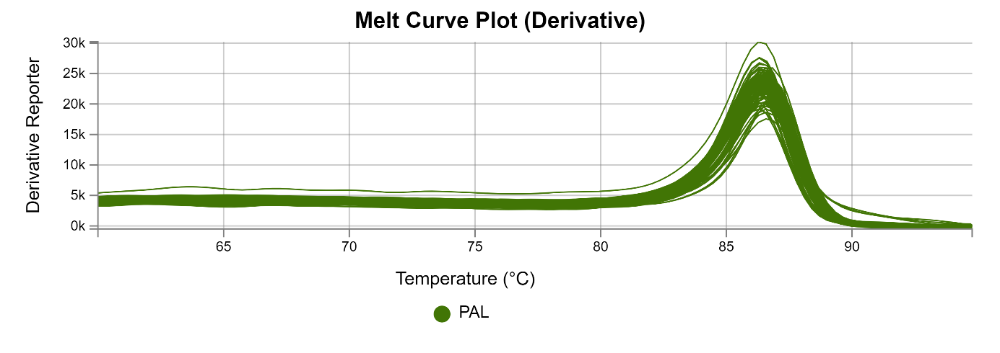 Melt Curve Plot (Derivative)
30k
25k
20k
15k
10k
5k
0k
Derivative Reporter
65 70 75 80 85 90
Temperature (°C)
PAL